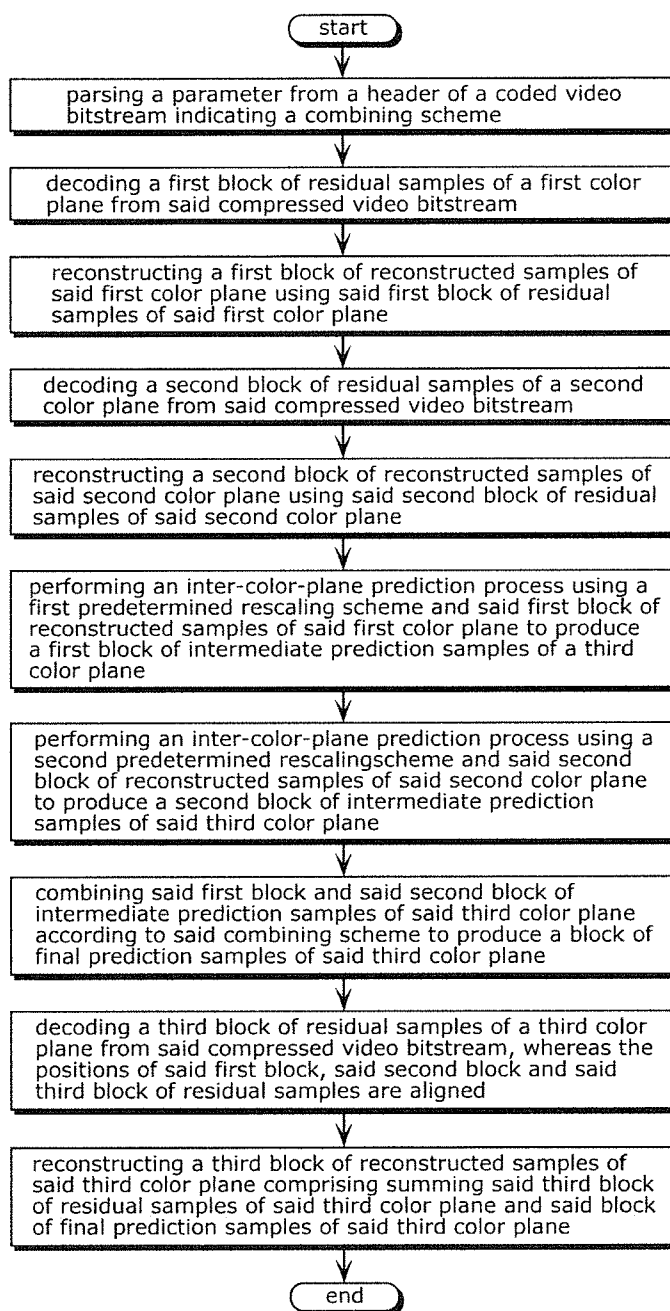 start
parsing a parameter from a header of a coded video
bitstream indicating a combining scheme
decoding a first block of residual samples of a first color
plane from said compressed video bitstream
reconstructing a first block of reconstructed samples of
said first color plane using said first block of residual
samples of said first color plane
decoding a second block of residual samples of a second
color plane from said compressed video bitstream
reconstructing a second block of reconstructed samples of
said second color plane using said second block of residual
samples of said second color plane
performing an inter-color-plane prediction process using a
first predetermined rescaling scheme and said first block of
reconstructed samples of said first color plane to produce
a first block of intermediate prediction samples of a third
color plane
performing an inter-color-plane prediction process using a
second predetermined rescalingscheme and said second
block of reconstructed samples of said second color plane
to produce a second block of intermediate prediction
samples of said third color plane
combining said first block and said second block of
intermediate prediction samples of said third color plane
according to said combining scheme to produce a block of
final prediction samples of said third color plane
decoding a third block of residual samples of a third color
plane from said compressed video bitstream, whereas the
positions of said first block, said second block and said
third block of residual samples are aligned
reconstructing a third block of reconstructed samples of
said third color plane comprising summing said third block
of residual samples of said third color plane and said block
of final prediction samples of said third color plane
end